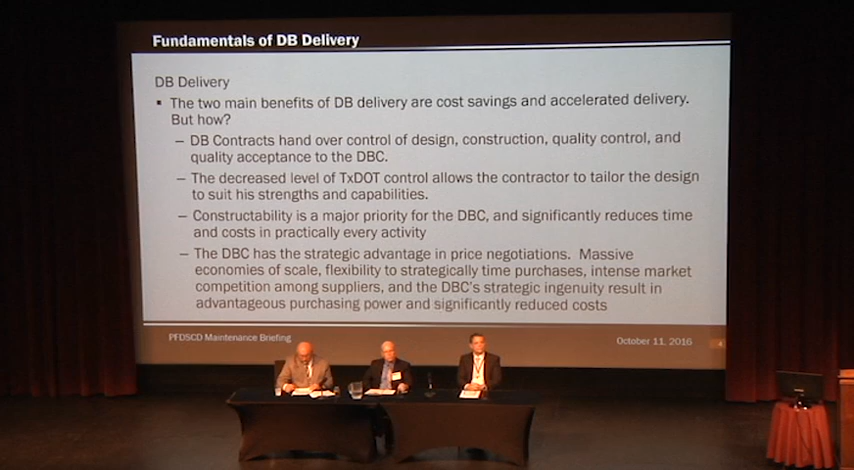 Fundamentals of DB Delivery
DB Delivery
▪ The two main benefits of DB delivery are cost savings and accelerated delivery.
But how?
– DB Contracts hand over control of design, construction, quality control, and
quality acceptance to the DBC.
– The decreased level of TxDOT control allows the contractor to tailor the design
to suit his strengths and capabilities.
– Constructability is a major priority for the DBC, and significantly reduces time
and costs in practically every activity
– The DBC has the strategic advantage in price negotiations.  Massive
economies of scale, flexibility to strategically time purchases, intense market
competition among suppliers, and the DBC's strategic ingenuity result in
advantageous purchasing power and significantly reduced costs
PFDSCD Maintenance Briefing
October 11, 2016
4